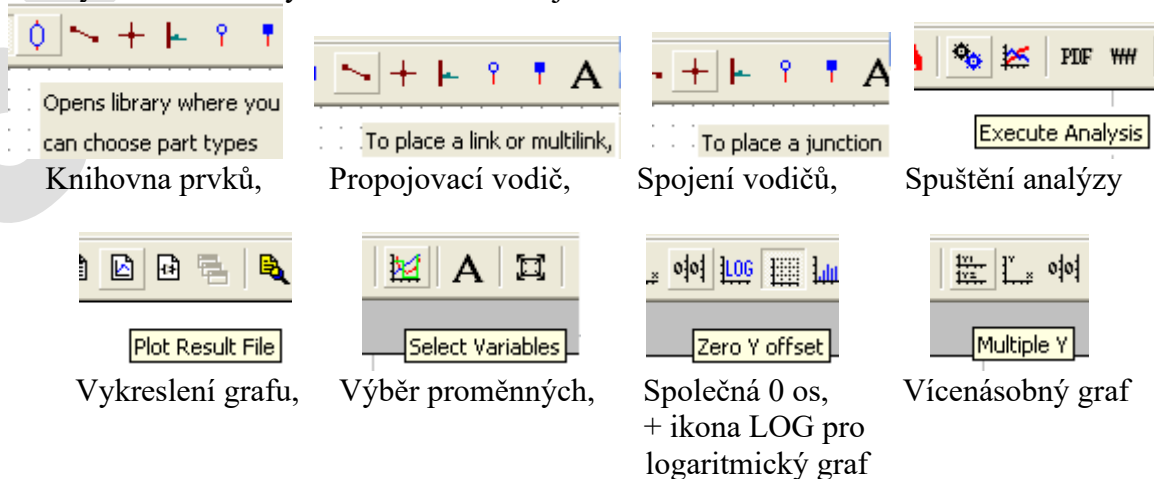 A
A
PDF
Opens library where you
can choose part types
To place a link or multilink,
To place a junction
Execute Analysis
Knihovna prvků,
Propojovací vodič,
Spojení vodičů,
Spuštění analýzy
A
LOG
Plot Result File
Select Variables
Zero Y offset
Multiple Y
Vykreslení grafu,
Výběr proměnných,
Společná 0 os,
Vícenásobný graf
+ ikona LOG pro
logaritmický graf